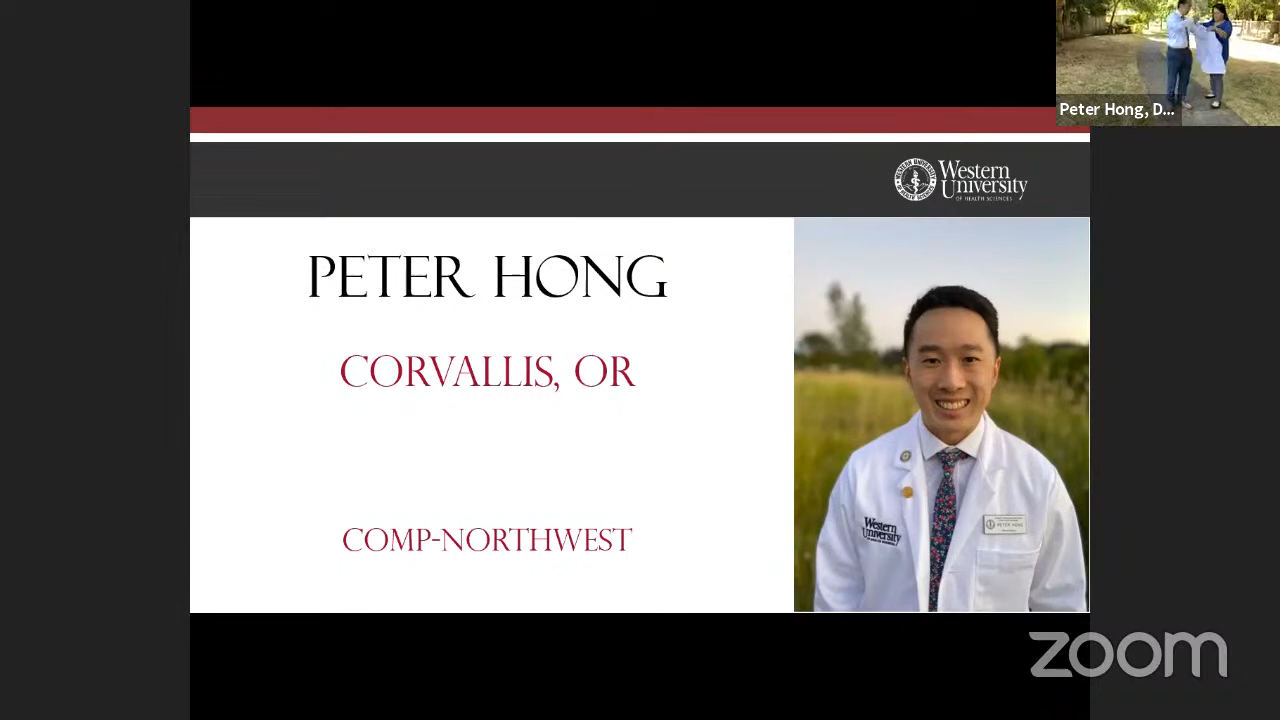 Peter Hong, D...
Western
University
OF HEALTH SCIENCES
PETER HONG
CORVALLIS, OR
COMP-NORTHWEST
Western
University
PETER HONG
zoom